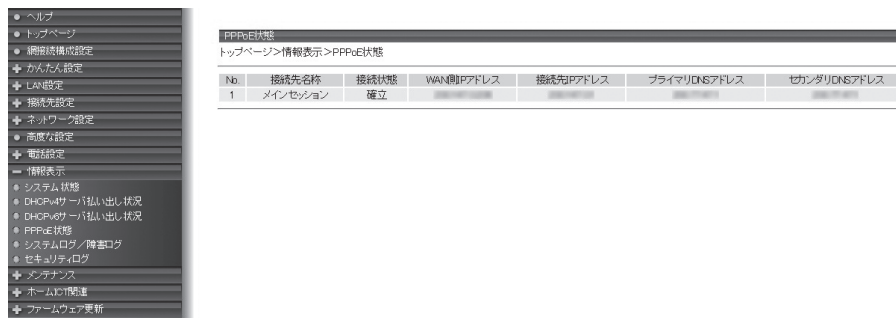 ヘルプ
トップページ
網接続構成設定
かんたん設定
LAN設定
接続先設定
ネットワーク設定
高度な設定
電話設定
情報表示
システム状態
DHCPv4サーバ払い出し状況
DHCPv6サーバ払い出し状況
PPPoE状態
システムログ／障害ログ
セキュリティログ
メンテナンス
ホームICT関連
ファームウェア更新
PPPoE状態
トップページ＞情報表示＞PPPoE状態
No. 接続先名称 接続状態 WAN側IPアドレス 接続先IPアドレス プライマリDNSアドレス セカンダリDNSアドレス
1 メインセッション 確立